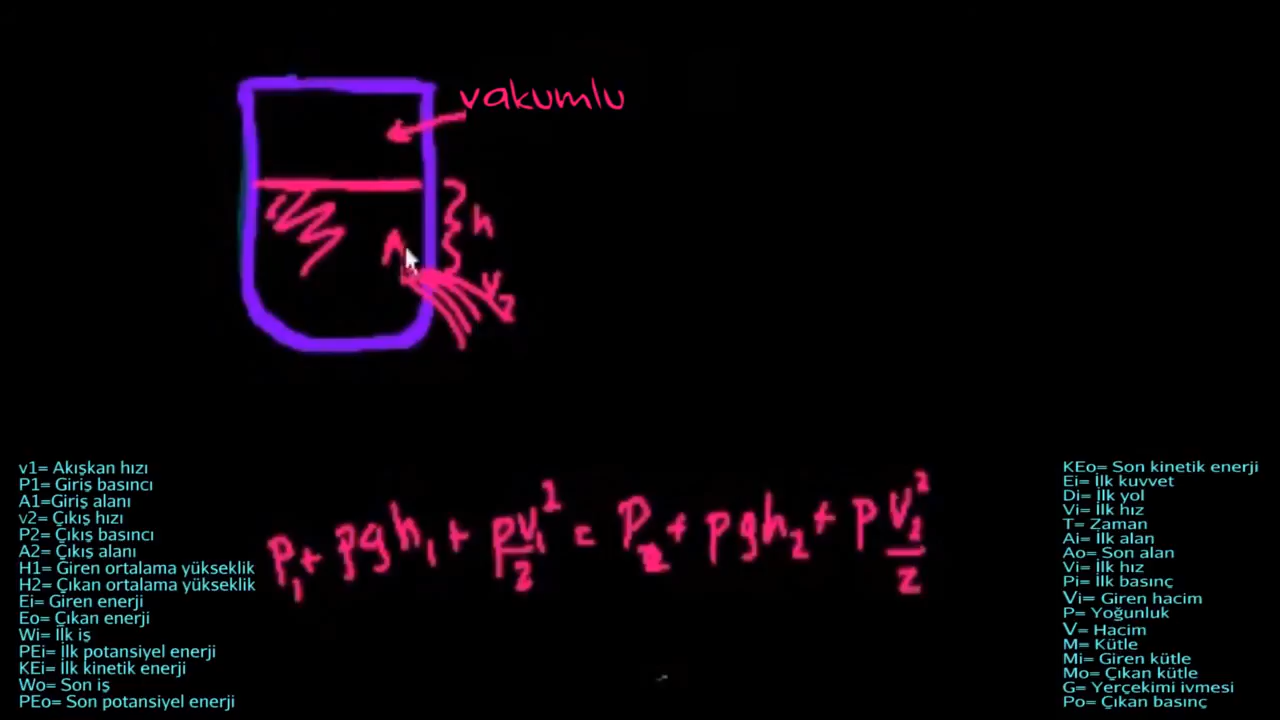 vakumlu
h
A
v2
P1 + ρgh1 + ρv1²/2 = P2 + ρgh2 + ρ v2²/2
v1= Akışkan hızı
P1= Giriş basıncı
A1=Giriş alanı
v2= Çıkış hızı
P2= Çıkış basıncı
A2= Çıkış alanı
H1= Giren ortalama yükseklik
H2= Çıkan ortalama yükseklik
Ei= Giren enerji
Eo= Çıkan enerji
Wi= İlk iş
PEi= İlk potansiyel enerji
KEi= İlk kinetik enerji
Wo= Son iş
PEo= Son potansiyel enerji
KEo= Son kinetik enerji
Ei= İlk kuvvet
Di= İlk yol
Vi= İlk hız
T= Zaman
Ai= İlk alan
Ao= Son alan
Vi= İlk hız
Pi= İlk basınç
Vi= Giren hacim
P= Yoğunluk
V= Hacim
M= Kütle
Mi= Giren kütle
Mo= Çıkan kütle
G= Yerçekimi ivmesi
Po= Çıkan basınç